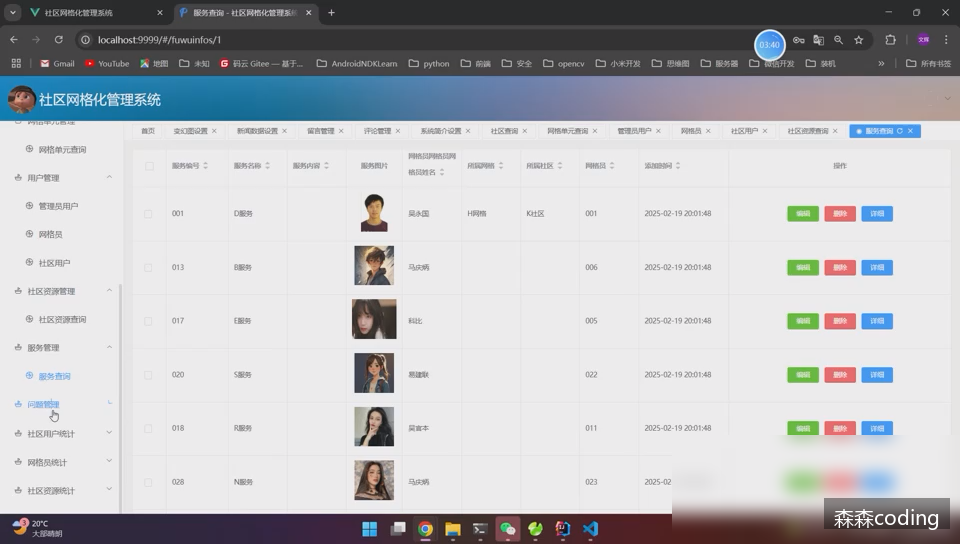 社区网格化管理系统
服务查询 - 社区网格化管理系统
localhost:9999/#/fuwuinfos/1
03:40
Gmail
YouTube
地图
未知
码云 Gitee — 基于...
AndroidNDKLearn
python
前端
安全
opencv
小米开发
思维图
服务器
微信开发
装机
所有书签
社区网格化管理系统
网格单元管理
网格单元查询
用户管理
管理员用户
网格员
社区用户
社区资源管理
社区资源查询
服务管理
服务查询
问题管理
社区用户统计
网格员统计
社区资源统计
首页 变幻图设置 新闻数据设置 留言管理 评论管理 系统简介设置 社区查询 网格单元查询 管理员用户 网格员 社区用户 社区资源查询 服务查询
服务编号 服务名称 服务内容 服务图片 网格员网格员网格员姓名 所属网格 所属社区 网格员 添加时间 操作
001 D服务 吴永国 H网格 K社区 001 2025-02-19 20:01:48 编辑 删除 详细
013 B服务 马庆炳 006 2025-02-19 20:01:48 编辑 删除 详细
017 E服务 科比 005 2025-02-19 20:01:48 编辑 删除 详细
020 S服务 易建联 022 2025-02-19 20:01:48 编辑 删除 详细
018 R服务 吴宣本 011 2025-02-19 20:01:48 编辑 删除 详细
028 N服务 马庆炳 023 2025-02
森森coding
3
20°C
大部晴朗